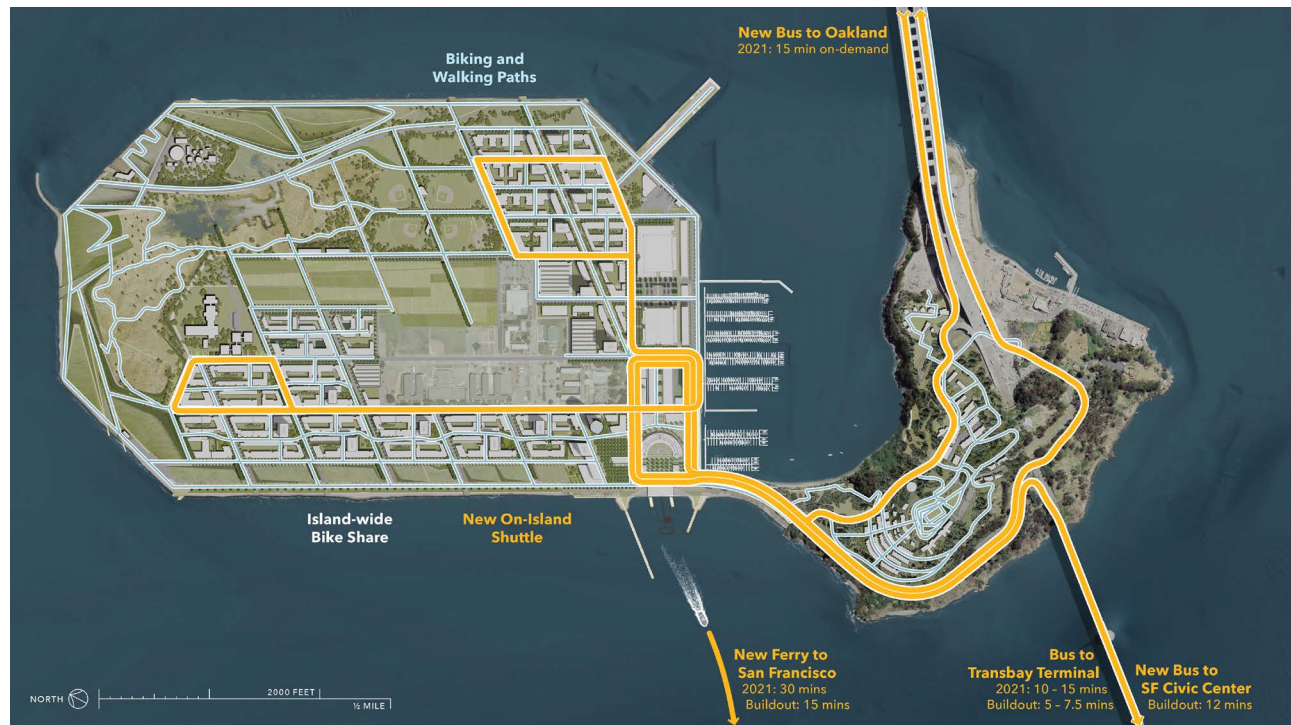 New Bus to Oakland
2021: 15 min on-demand
Biking and
Walking Paths
Island-wide
Bike Share
New On-Island
Shuttle
New Ferry to
San Francisco
2021: 30 mins
Buildout: 15 mins
Bus to
Transbay Terminal
2021: 10 – 15 mins
Buildout: 5 – 7.5 mins
New Bus to
SF Civic Center
Buildout: 12 mins
NORTH
2000 FEET
½ MILE